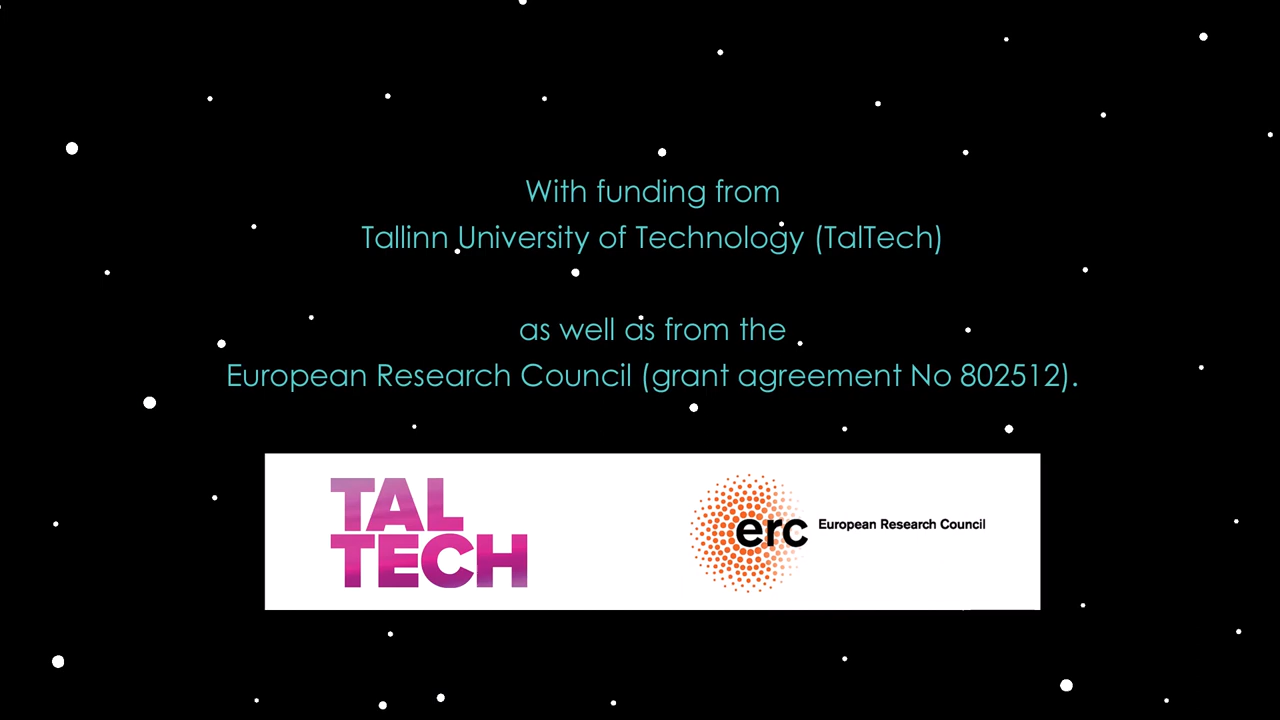 With funding from
Tallinn University of Technology (TalTech)
as well as from the
European Research Council (grant agreement No 802512).
TAL
TECH
erc
European Research Council